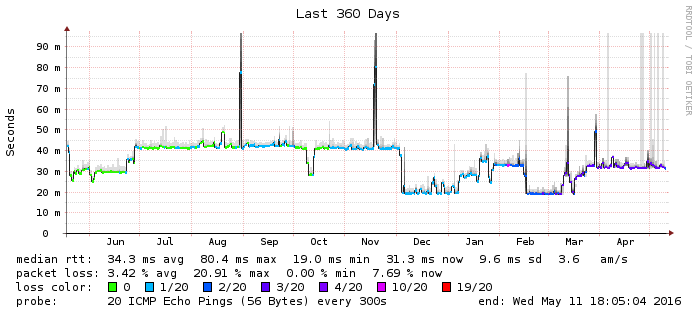 Last 360 Days
RRDTOOL / TOBI OETIKER
Seconds
90 m
80 m
70 m
60 m
50 m
40 m
30 m
20 m
10 m
0
Jun Jul Aug Sep Oct Nov Dec Jan Feb Mar Apr
median rtt: 34.3 ms avg 80.4 ms max 19.0 ms min 31.3 ms now 9.6 ms sd 3.6 am/s
packet loss: 3.42 % avg 20.91 % max 0.00 % min 7.69 % now
loss color: 0 1/20 2/20 3/20 4/20 10/20 19/20
probe: 20 ICMP Echo Pings (56 Bytes) every 300s end: Wed May 11 18:05:04 2016